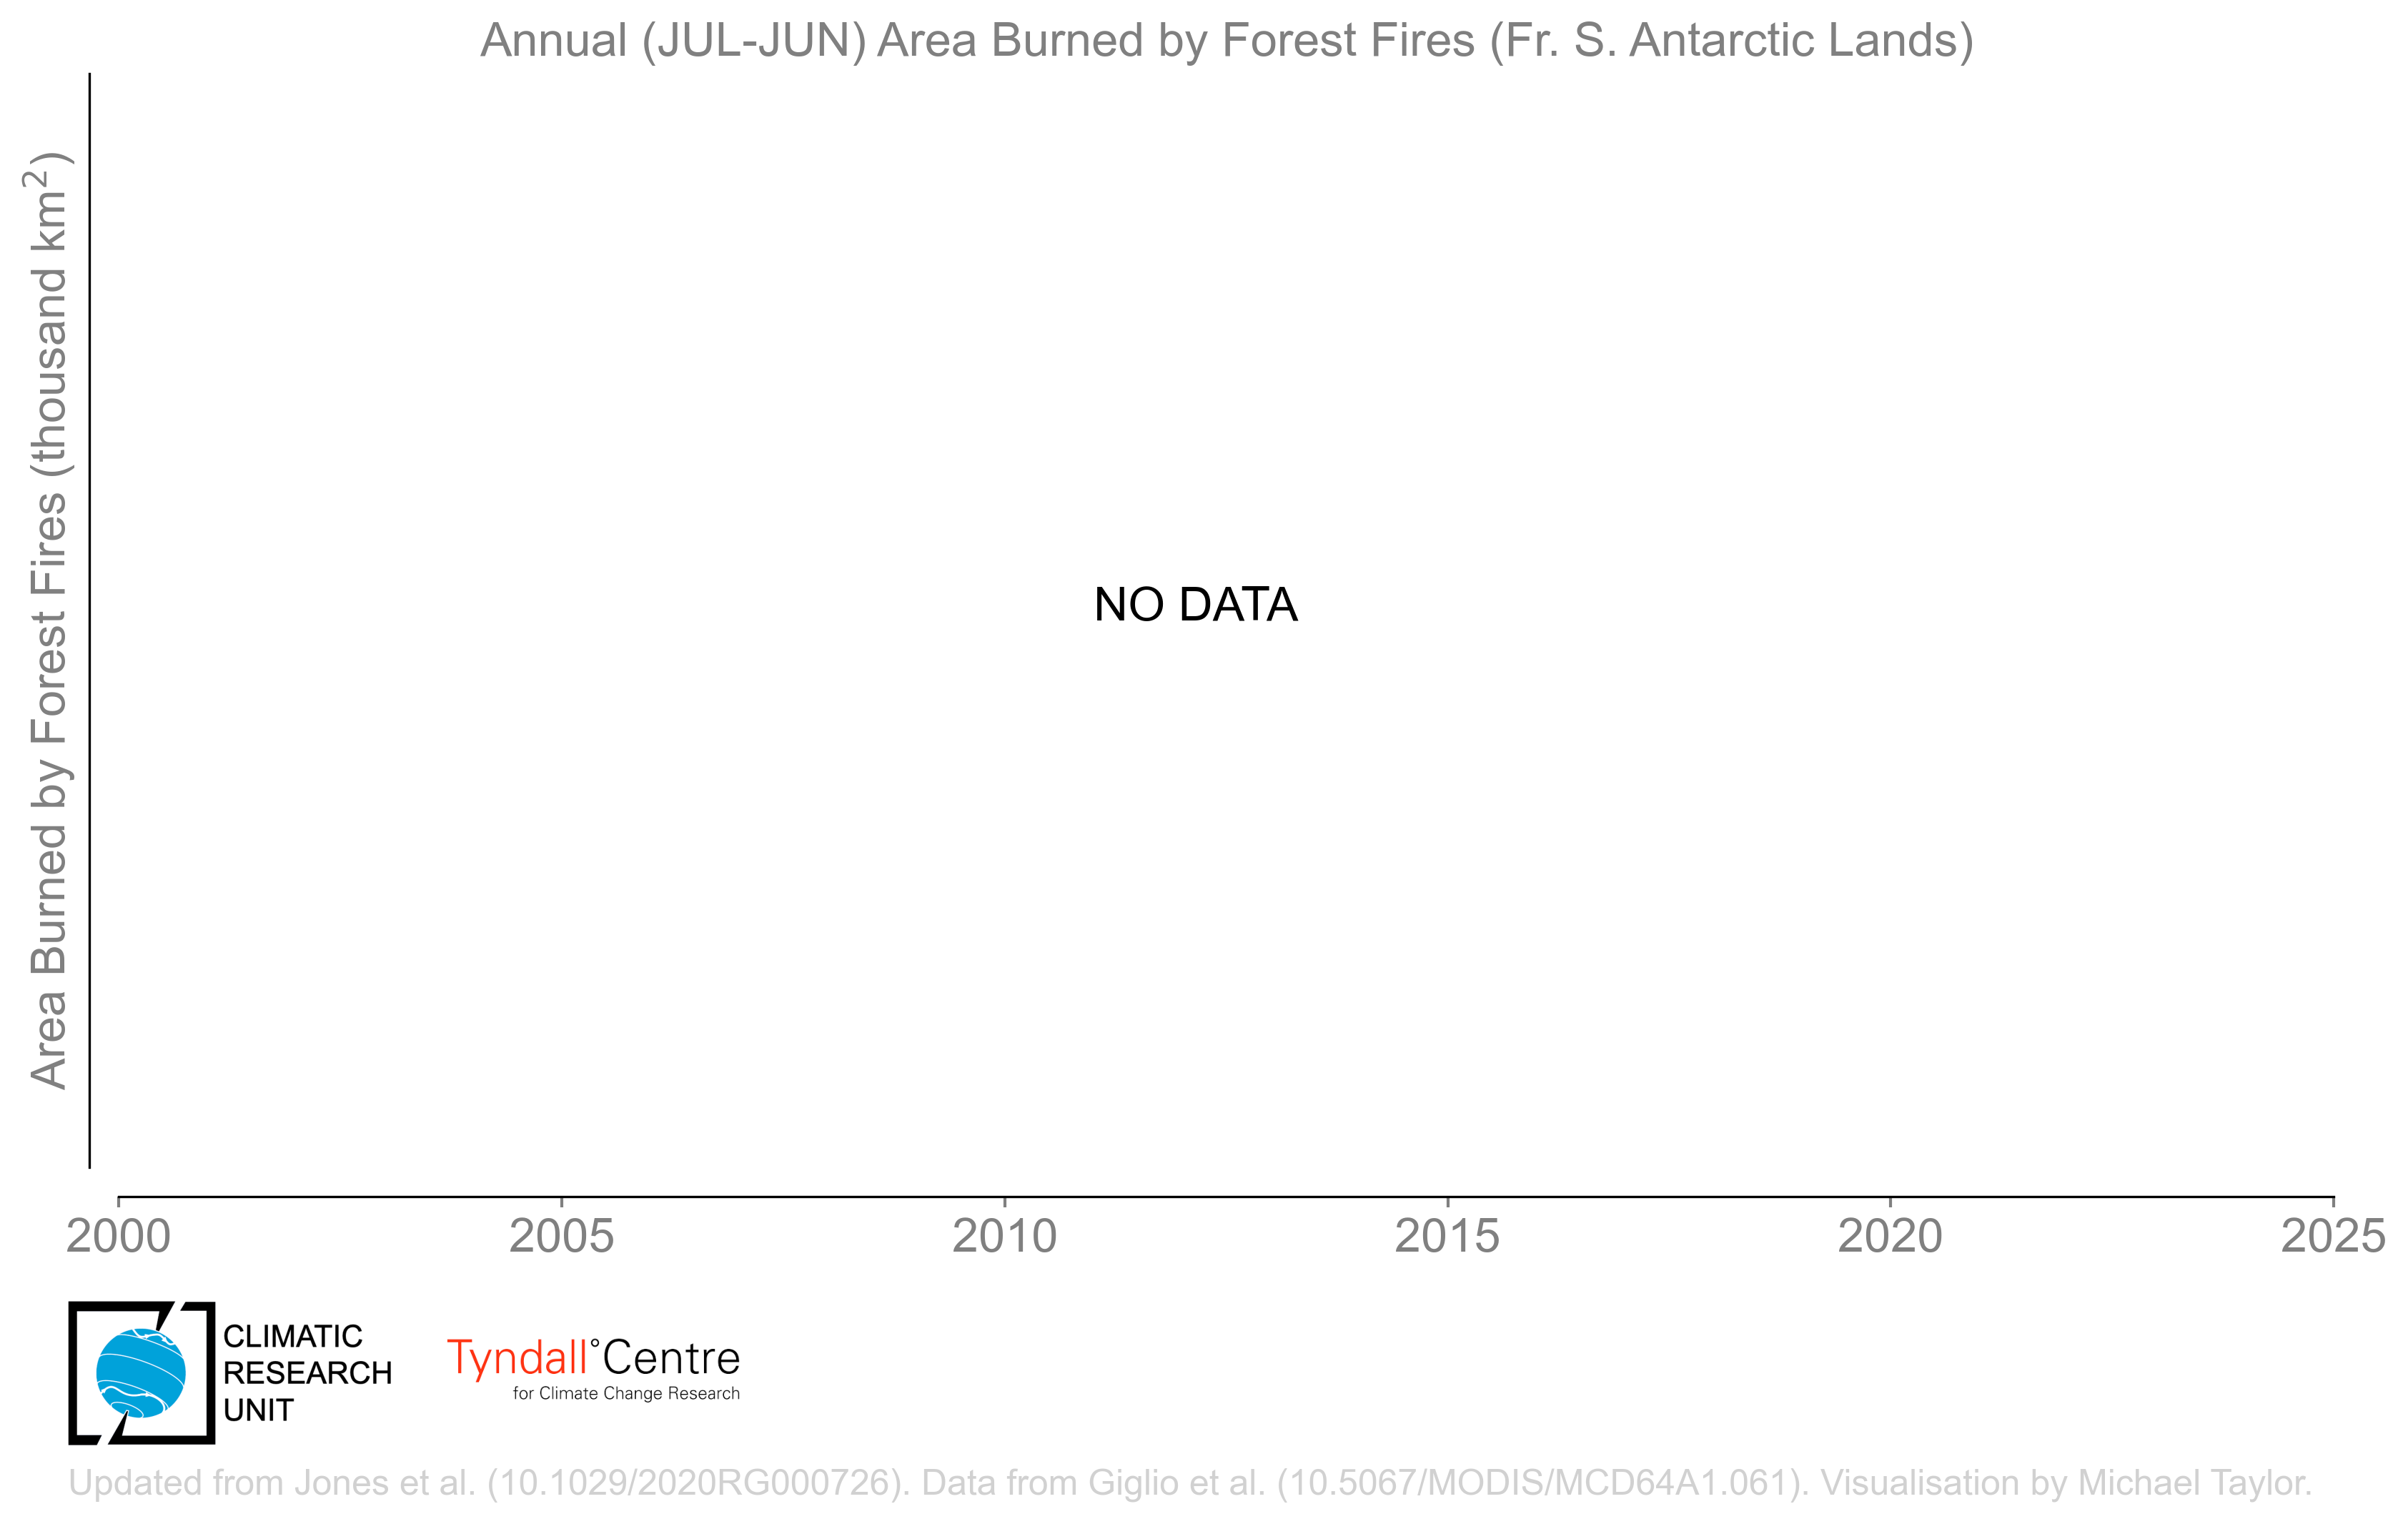 Annual (JUL-JUN) Area Burned by Forest Fires (Fr. S. Antarctic Lands)
Area Burned by Forest Fires (thousand km²)
NO DATA
2000 2005 2010 2015 2020 2025
CLIMATIC
RESEARCH
UNIT
Tyndall°Centre
for Climate Change Research
Updated from Jones et al. (10.1029/2020RG000726). Data from Giglio et al. (10.5067/MODIS/MCD64A1.061). Visualisation by Michael Taylor.